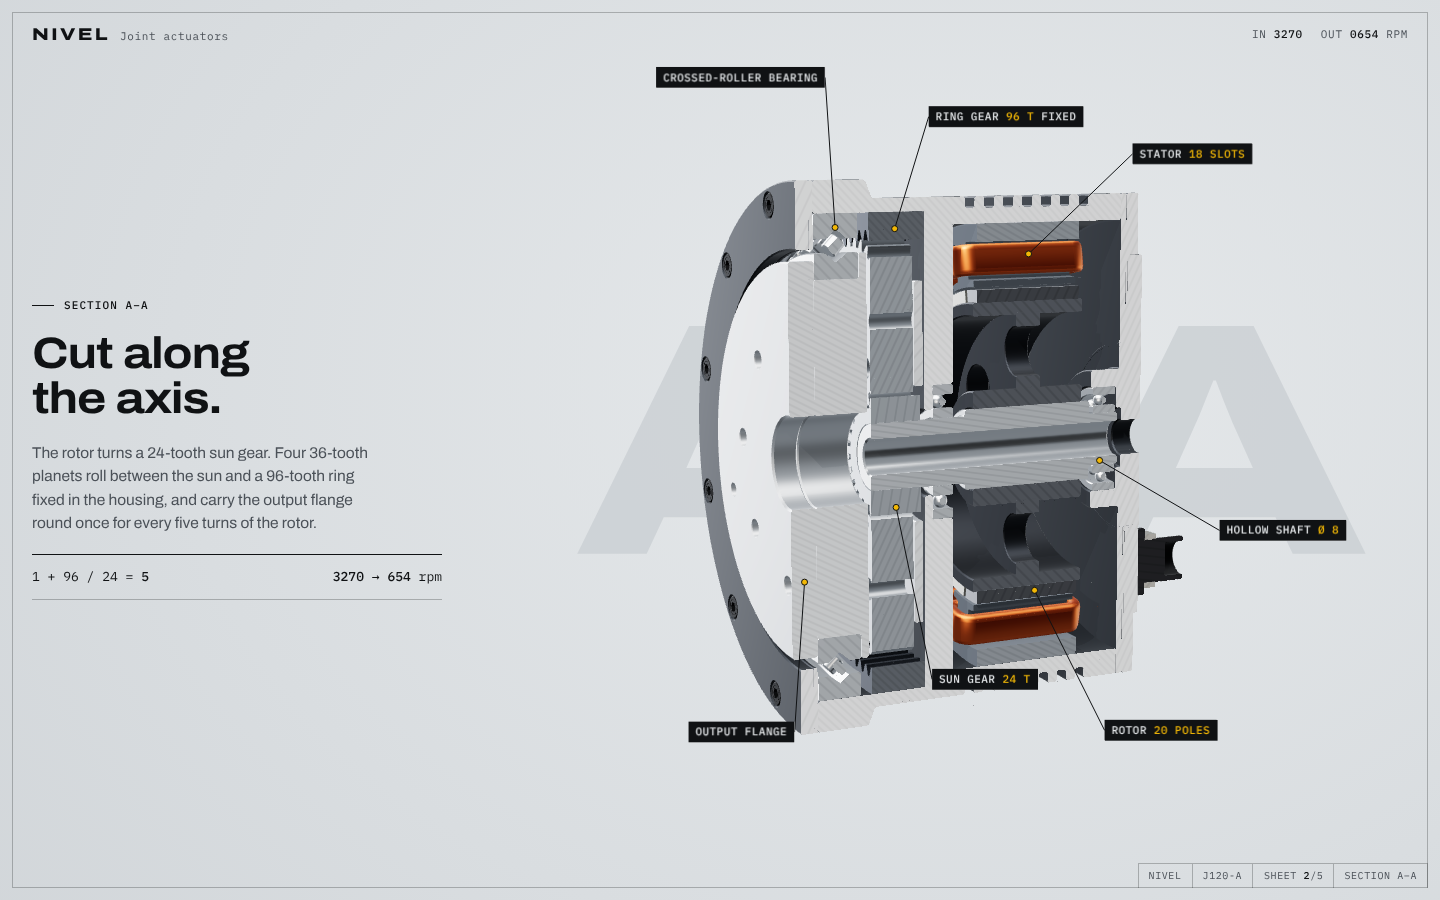 NIVEL Joint actuators
IN 3270 OUT 0654 RPM
CROSSED-ROLLER BEARING
RING GEAR 96 T FIXED
STATOR 18 SLOTS
A A
SECTION A–A
Cut along
the axis.
The rotor turns a 24-tooth sun gear. Four 36-tooth
planets roll between the sun and a 96-tooth ring
fixed in the housing, and carry the output flange
round once for every five turns of the rotor.
1 + 96 / 24 = 5
3270 → 654 rpm
HOLLOW SHAFT Ø 8
SUN GEAR 24 T
OUTPUT FLANGE
ROTOR 20 POLES
NIVEL J120-A SHEET 2/5 SECTION A–A